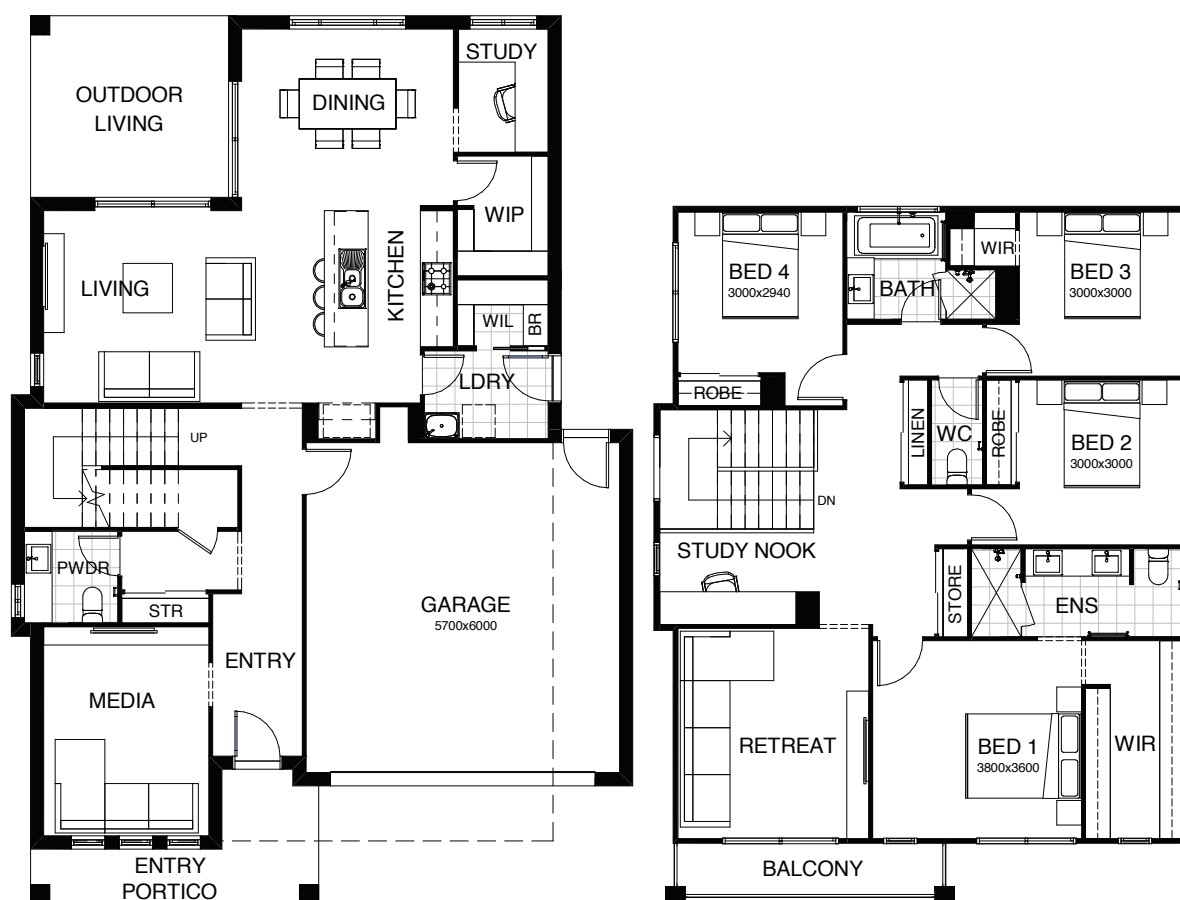 STUDY
OUTDOOR
LIVING
DINING
WIP
KITCHEN
LIVING
WIL
BR
LDRY
UP
PWDR
STR
GARAGE
5700x6000
ENTRY
MEDIA
ENTRY
PORTICO
BED 4
3000x2940
BATH
WIR
BED 3
3000x3000
ROBE
LINEN
WC
ROBE
BED 2
3000x3000
DN
STUDY NOOK
STORE
ENS
RETREAT
BED 1
3800x3600
WIR
BALCONY